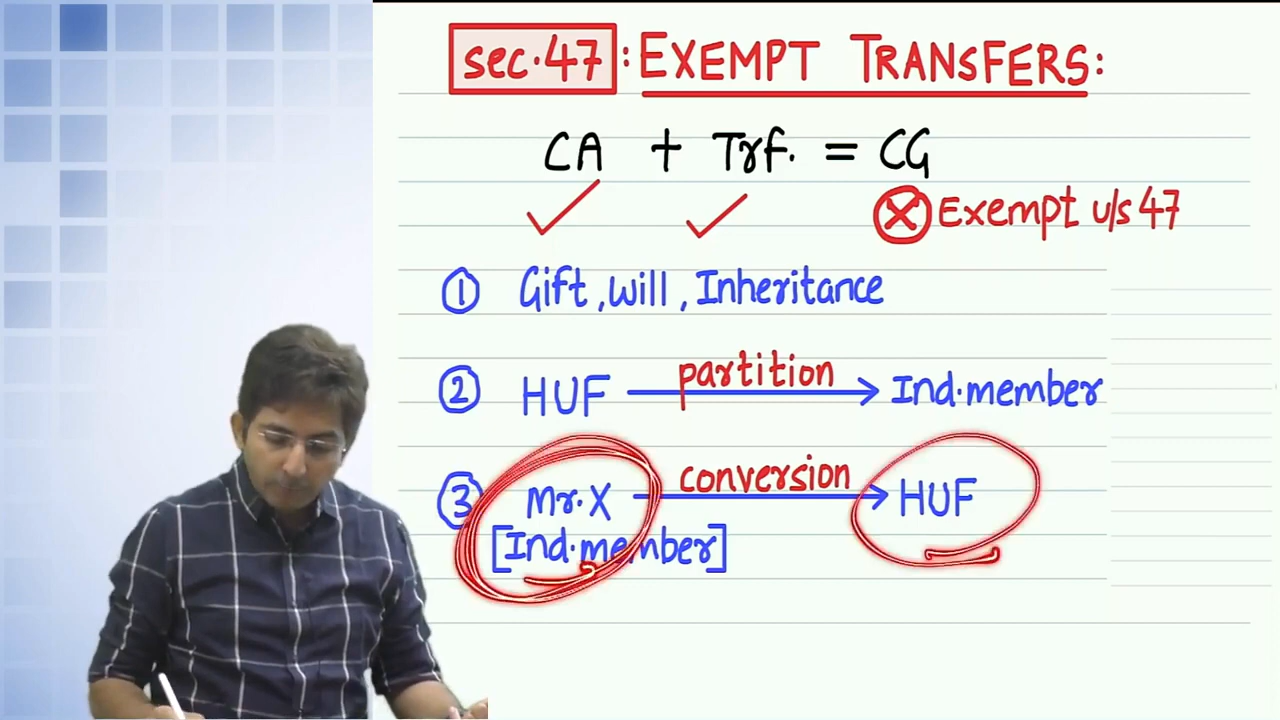 sec.47 : EXEMPT TRANSFERS:
CA + Trf. = CG
Exempt u/s 47
① Gift, will, Inheritance
② HUF partition Ind.member
③ Mr.X conversion HUF
[Ind.member]